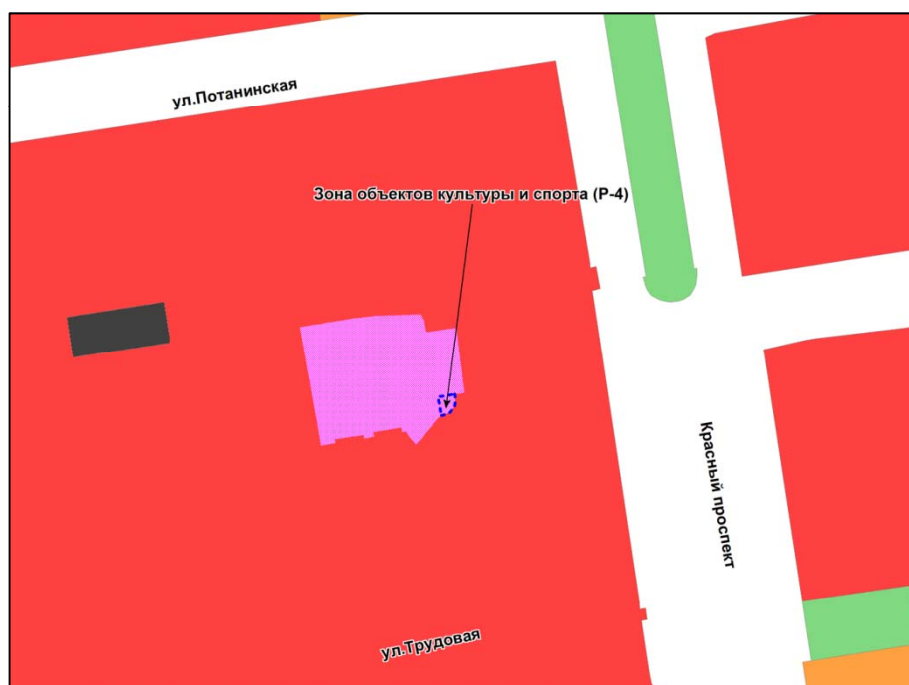 ул.Потанинская
Зона объектов культуры и спорта (Р-4)
Красный проспект
ул.Трудовая